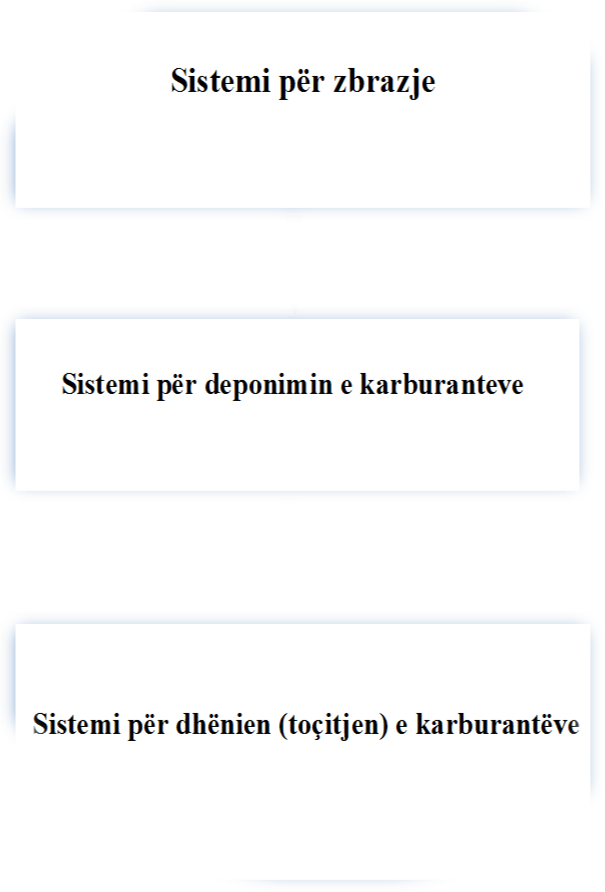 Sistemi për zbrazje
Sistemi për deponimin e karburanteve
Sistemi për dhënien (toçitjen) e karburantëve